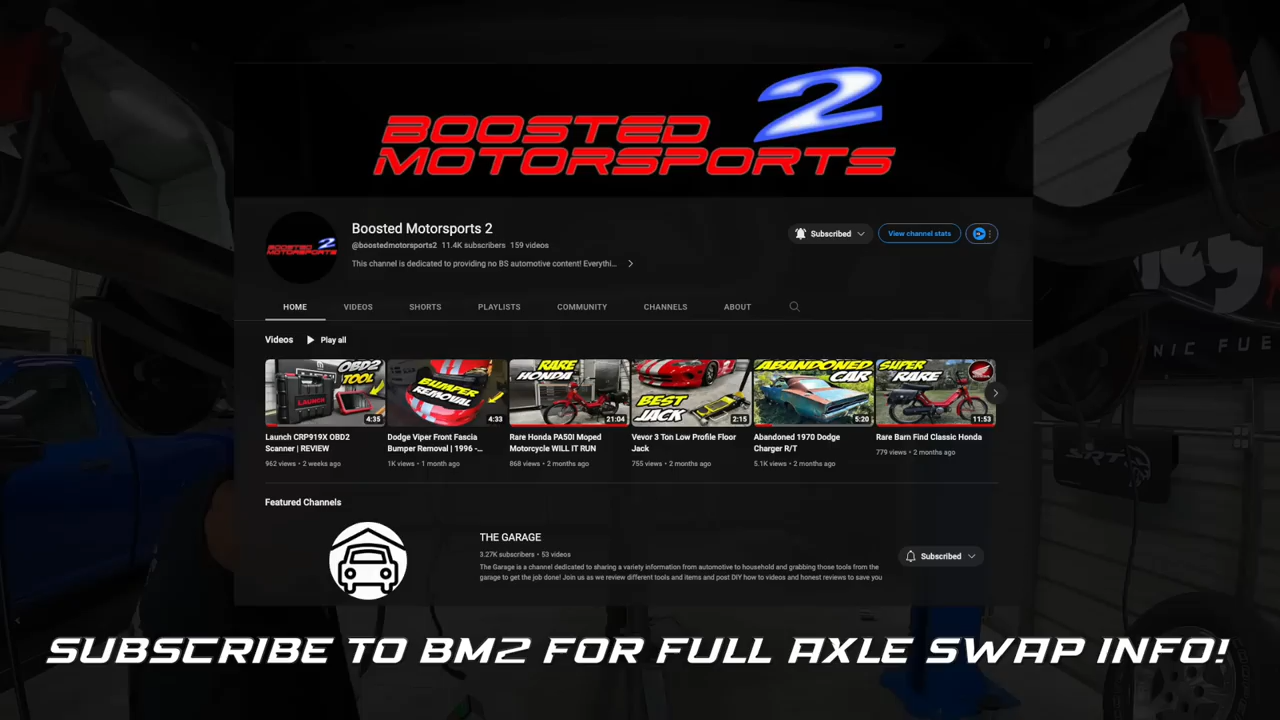 2
BOOSTED
MOTORSPORTS
BOOSTED 2
MOTORSPORTS
Boosted Motorsports 2
@boostedmotorsports2 11.4K subscribers 159 videos
This channel is dedicated to providing no BS automotive content! Everythi...
Subscribed
View channel stats
HOME VIDEOS SHORTS PLAYLISTS COMMUNITY CHANNELS ABOUT
Videos Play all
OBD2
TOOL
LAUNCH
4:35
BUMPER
REMOVAL
4:33
RARE
HONDA
21:04
BEST
JACK
2:15
ABANDONED
CAR
5:20
SUPER
RARE
11:53
Launch CRP919X OBD2
Scanner | REVIEW
962 views • 2 weeks ago
Dodge Viper Front Fascia
Bumper Removal | 1996 -...
1K views • 1 month ago
Rare Honda PA50I Moped
Motorcycle WILL IT RUN
868 views • 2 months ago
Vevor 3 Ton Low Profile Floor
Jack
755 views • 2 months ago
Abandoned 1970 Dodge
Charger R/T
5.1K views • 2 months ago
Rare Barn Find Classic Honda
779 views • 2 months ago
NIC FUE
SRT
Featured Channels
THE GARAGE
3.27K subscribers • 53 videos
The Garage is a channel dedicated to sharing a variety information from automotive to household and grabbing those tools from the
garage to get the job done! Join us as we review different tools and items and post DIY how to videos and honest reviews to save you
Subscribed
SUBSCRIBE TO BM2 FOR FULL AXLE SWAP INFO!